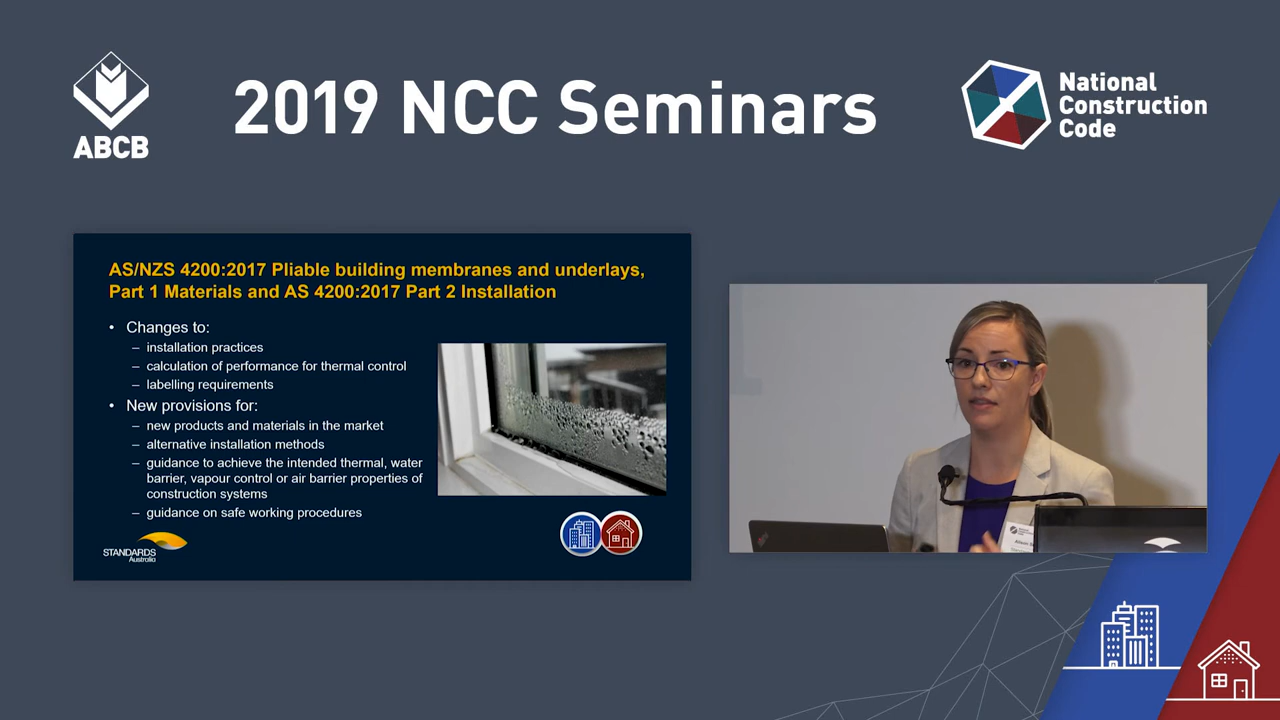 ABCB
2019 NCC Seminars
National
Construction
Code
AS/NZS 4200:2017 Pliable building membranes and underlays,
Part 1 Materials and AS 4200:2017 Part 2 Installation
• Changes to:
– installation practices
– calculation of performance for thermal control
– labelling requirements
• New provisions for:
– new products and materials in the market
– alternative installation methods
– guidance to achieve the intended thermal, water
barrier, vapour control or air barrier properties of
construction systems
– guidance on safe working procedures
STANDARDS
Australia